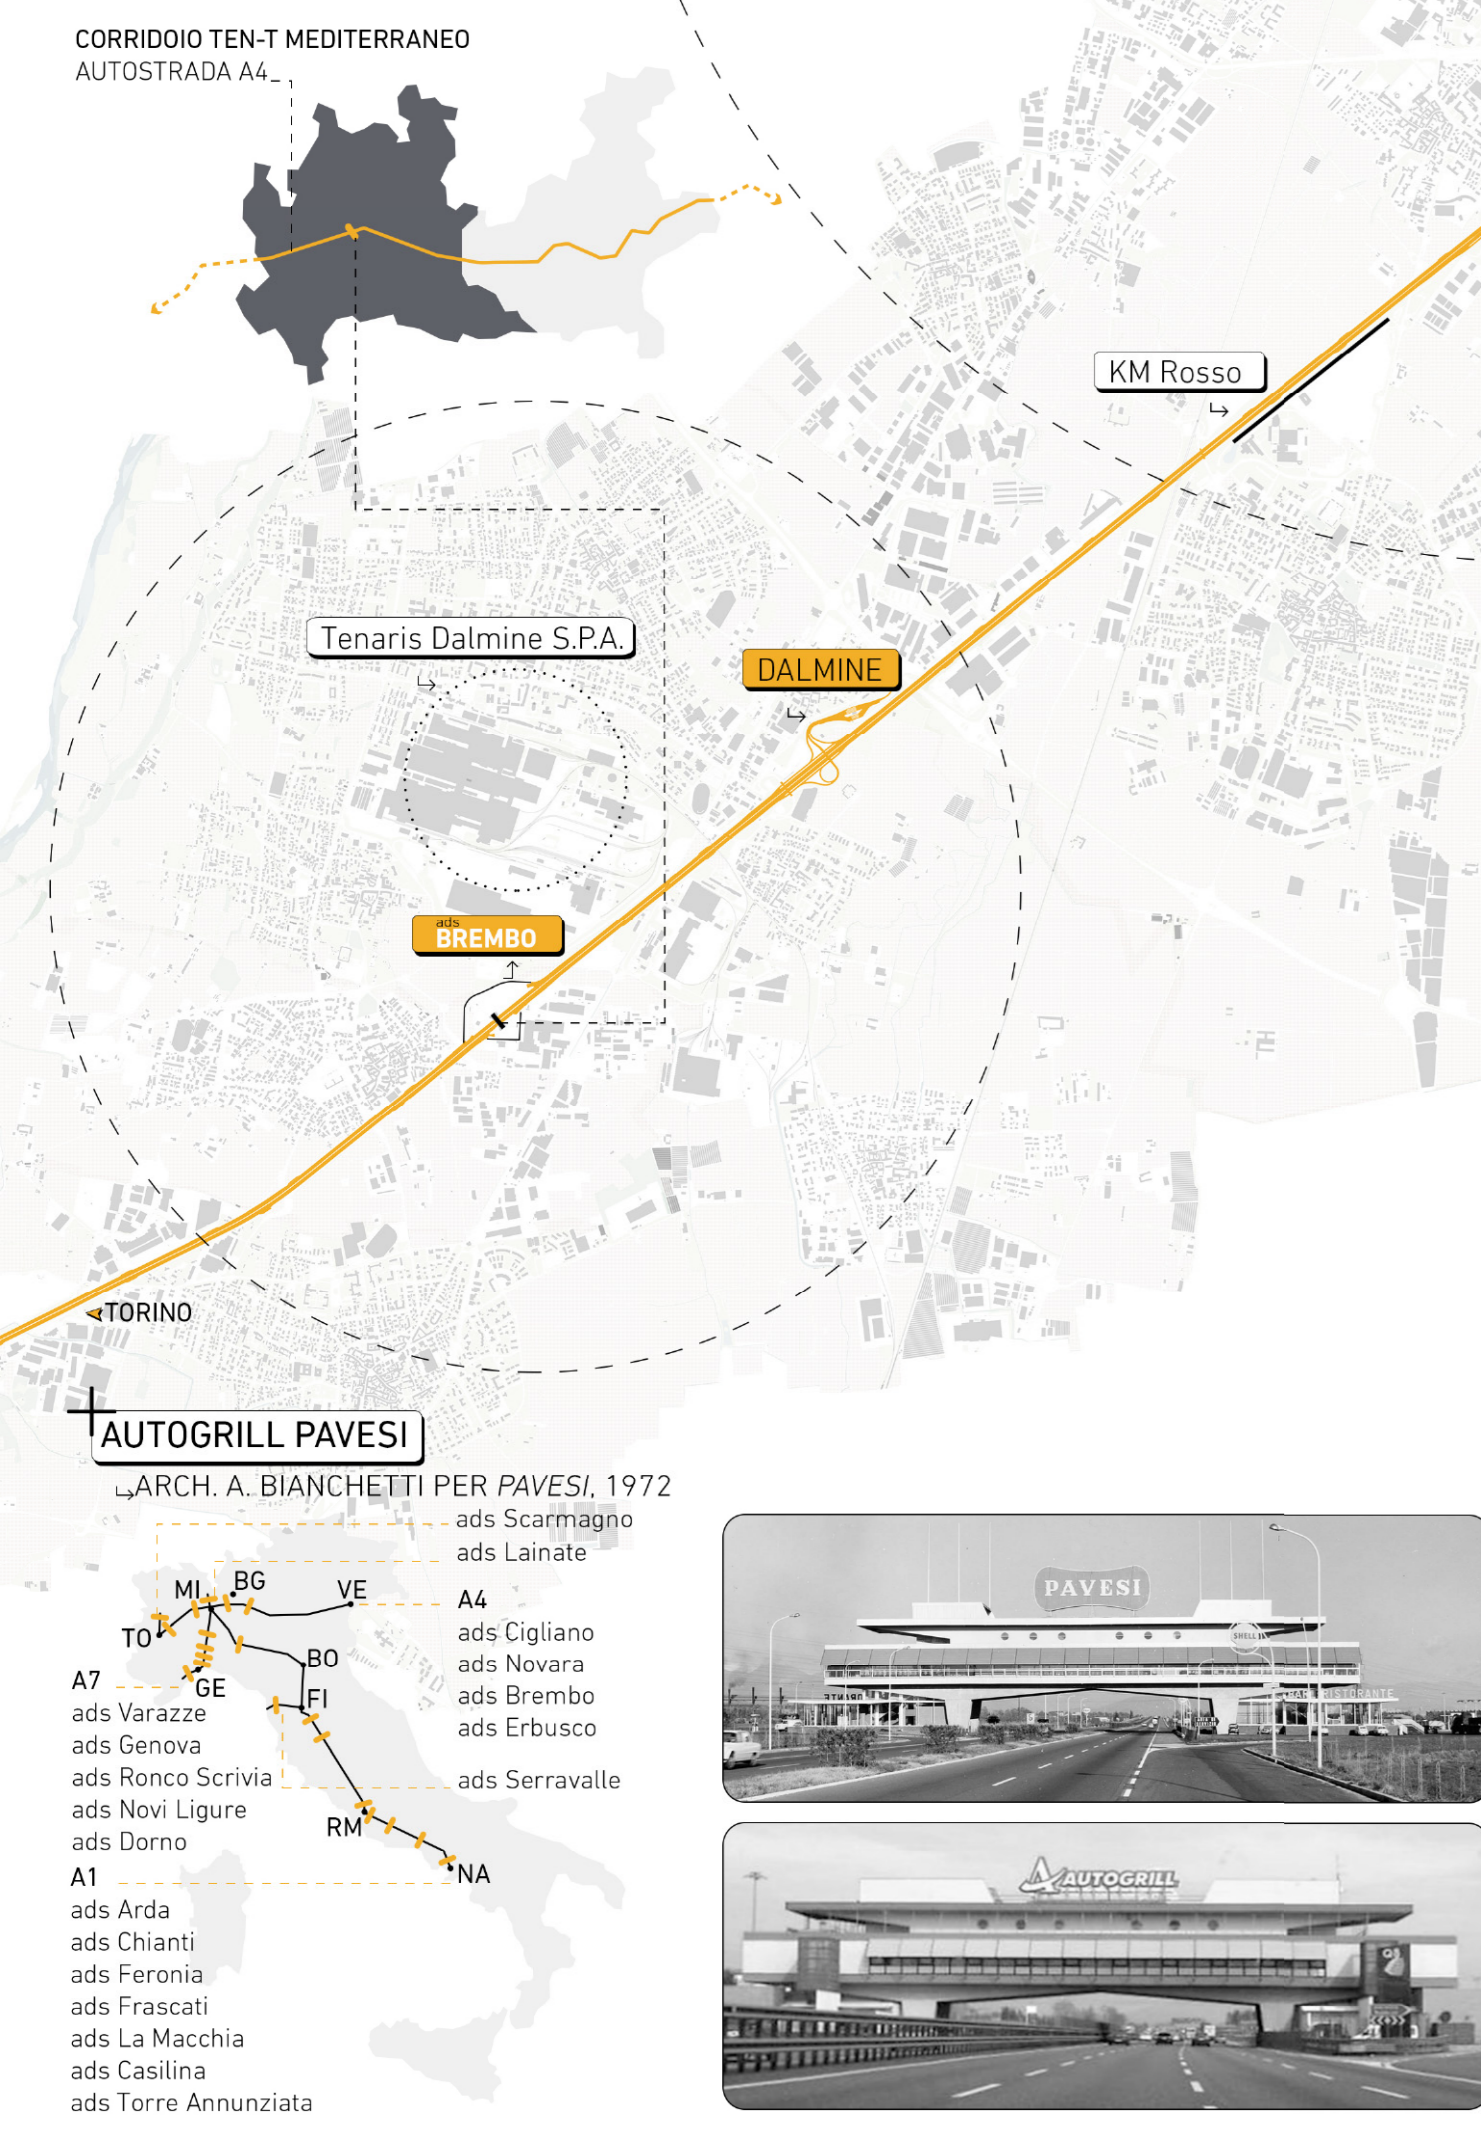 CORRIDOIO TEN-T MEDITERRANEO
AUTOSTRADA A4
KM Rosso
Tenaris Dalmine S.P.A.
DALMINE
ads
BREMBO
TORINO
AUTOGRILL PAVESI
ARCH. A. BIANCHETTI PER PAVESI, 1972
ads Scarmagno
ads Lainate
MI
BG
VE
TO
BO
GE
FI
RM
NA
A4
ads Cigliano
ads Novara
ads Brembo
ads Erbusco
ads Serravalle
A7
ads Varazze
ads Genova
ads Ronco Scrivia
ads Novi Ligure
ads Dorno
A1
ads Arda
ads Chianti
ads Feronia
ads Frascati
ads La Macchia
ads Casilina
ads Torre Annunziata
PAVESI
SHELL
BAR RISTORANTE
AUTOGRILL